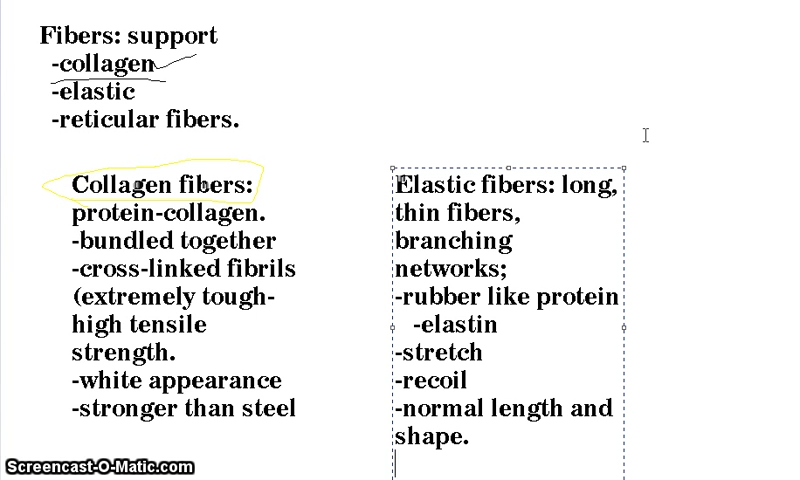 Fibers: support
-collagen
-elastic
-reticular fibers.
Collagen fibers:
protein-collagen.
-bundled together
-cross-linked fibrils
(extremely tough-
high tensile
strength.
-white appearance
-stronger than steel
Elastic fibers: long,
thin fibers,
branching
networks;
-rubber like protein
-elastin
-stretch
-recoil
-normal length and
shape.
Screencast-O-Matic.com